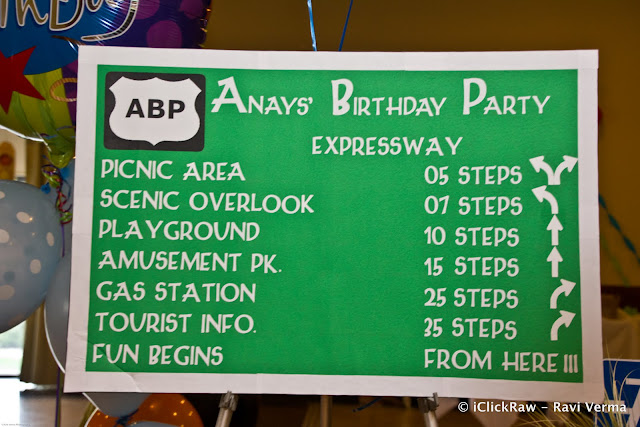 ABP
ANAYS' BIRTHDAY PARTY
EXPRESSWAY
PICNIC AREA 05 STEPS
SCENIC OVERLOOK 07 STEPS
PLAYGROUND 10 STEPS
AMUSEMENT PK. 15 STEPS
GAS STATION 25 STEPS
TOURIST INFO. 35 STEPS
FUN BEGINS FROM HERE !!!
© iClickRaw - Ravi Verma